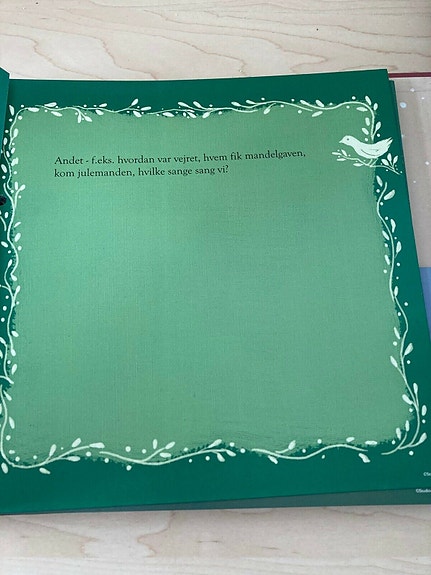 Andet - f.eks. hvordan var vejret, hvem fik mandelgaven,
kom julemanden, hvilke sange sang vi?